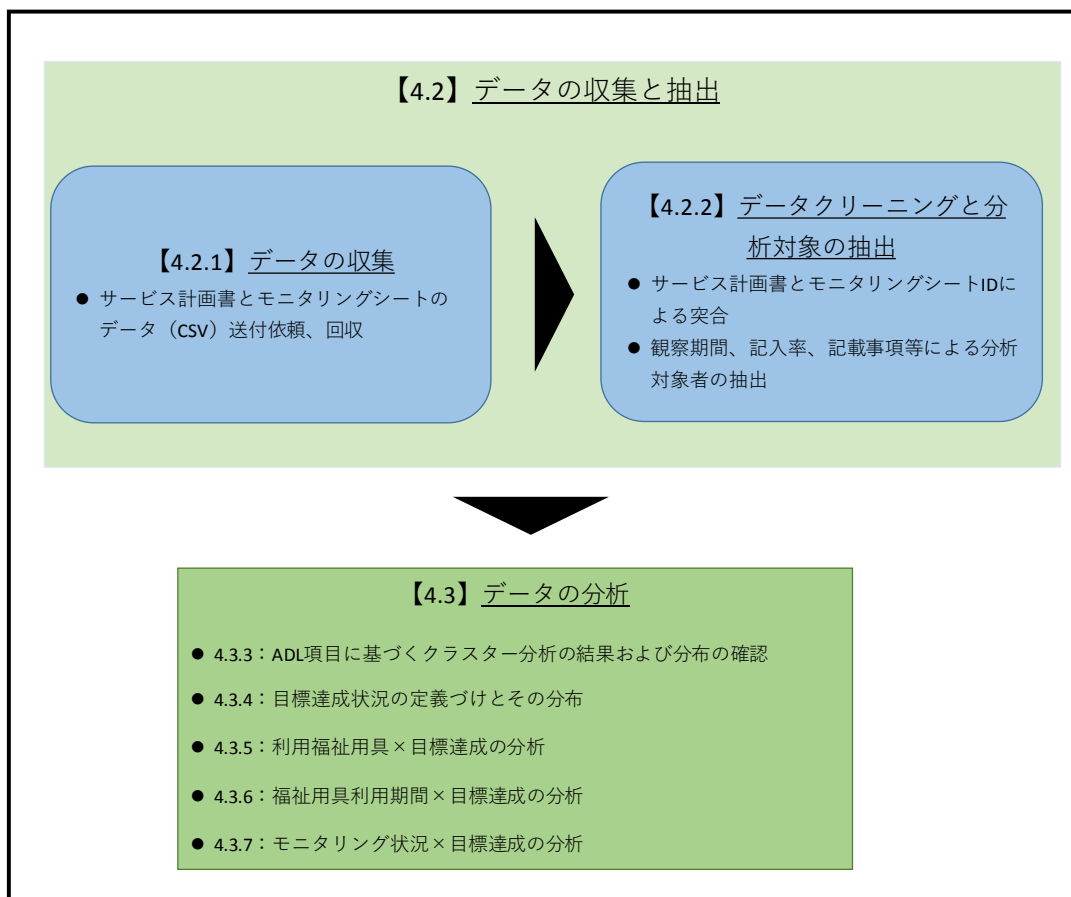 【4.2】データの収集と抽出
【4.2.1】データの収集
● サービス計画書とモニタリングシートの
データ（CSV）送付依頼、回収
【4.2.2】データクリーニングと分
析対象の抽出
● サービス計画書とモニタリングシートIDに
よる突合
● 観察期間、記入率、記載事項等による分析
対象者の抽出
【4.3】データの分析
● 4.3.3：ADL項目に基づくクラスター分析の結果および分布の確認
● 4.3.4：目標達成状況の定義づけとその分布
● 4.3.5：利用福祉用具×目標達成の分析
● 4.3.6：福祉用具利用期間×目標達成の分析
● 4.3.7：モニタリング状況×目標達成の分析